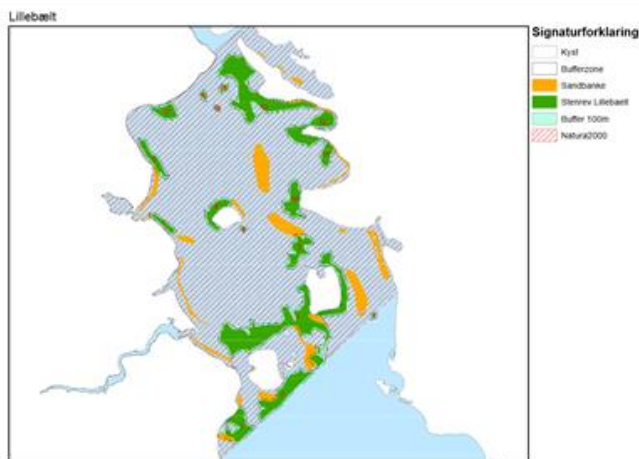 Lillebælt
Signaturforklaring
Kyst
Bufferzone
Sandbanke
Stenrev Lillebælt
Buffer 100m
Natura2000